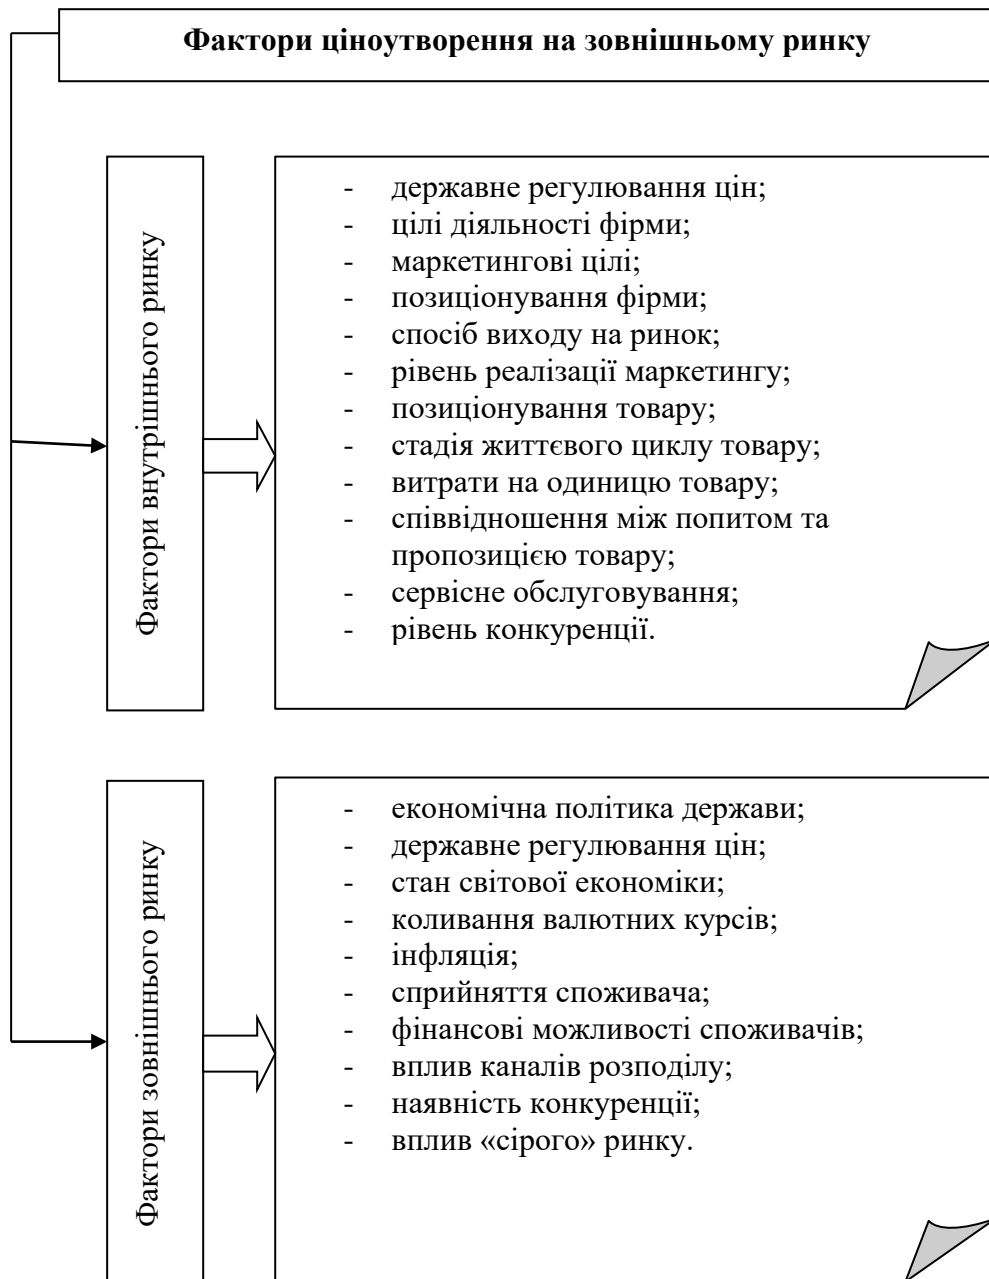 Фактори ціноутворення на зовнішньому ринку
Фактори внутрішнього ринку
- державне регулювання цін;
- цілі діяльності фірми;
- маркетингові цілі;
- позиціонування фірми;
- спосіб виходу на ринок;
- рівень реалізації маркетингу;
- позиціонування товару;
- стадія життєвого циклу товару;
- витрати на одиницю товару;
- співвідношення між попитом та
пропозицією товару;
- сервісне обслуговування;
- рівень конкуренції.
Фактори зовнішнього ринку
- економічна політика держави;
- державне регулювання цін;
- стан світової економіки;
- коливання валютних курсів;
- інфляція;
- сприйняття споживача;
- фінансові можливості споживачів;
- вплив каналів розподілу;
- наявність конкуренції;
- вплив «сірого» ринку.